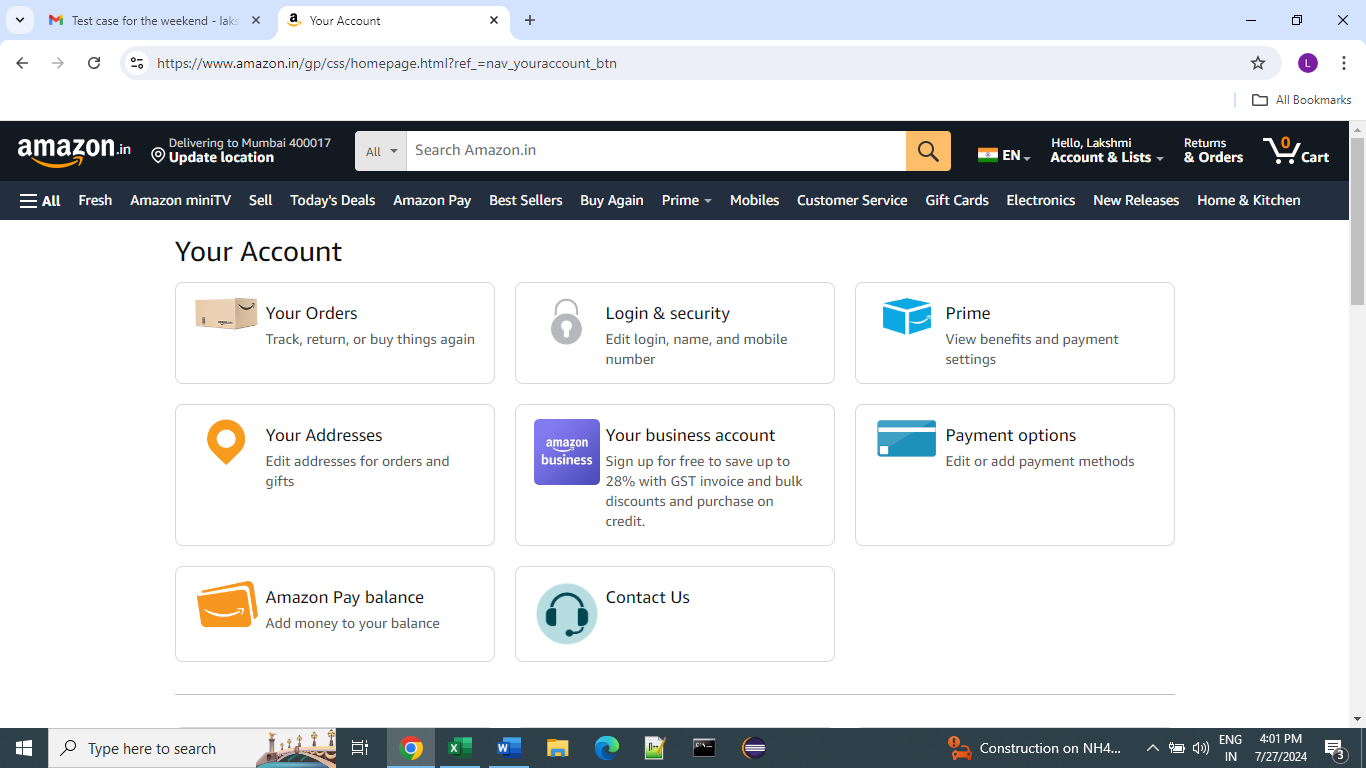 Test case for the weekend - laks
Your Account
https://www.amazon.in/gp/css/homepage.html?ref_=nav_youraccount_btn
L
All Bookmarks
amazon.in
Delivering to Mumbai 400017
Update location
All
Search Amazon.in
EN
Hello, Lakshmi
Account & Lists
Returns
& Orders
0
Cart
All Fresh Amazon miniTV Sell Today's Deals Amazon Pay Best Sellers Buy Again Prime Mobiles Customer Service Gift Cards Electronics New Releases Home & Kitchen
Your Account
Your Orders
Track, return, or buy things again
Login & security
Edit login, name, and mobile
number
Prime
View benefits and payment
settings
Your Addresses
Edit addresses for orders and
gifts
amazon
business
Your business account
Sign up for free to save up to
28% with GST invoice and bulk
discounts and purchase on
credit.
Payment options
Edit or add payment methods
Amazon Pay balance
Add money to your balance
Contact Us
Type here to search
Construction on NH4...
ENG
IN
4:01 PM
7/27/2024
3